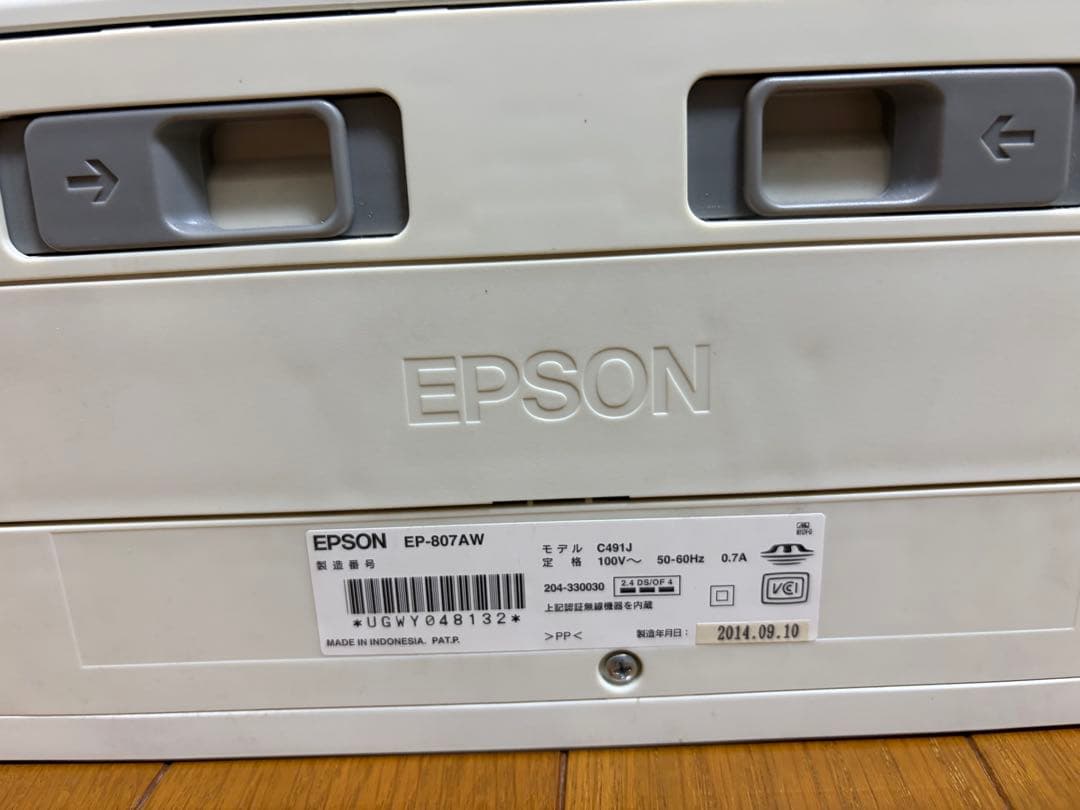 EPSON
EPSON EP-807AW
製造番号
*UGWY048132*
MADE IN INDONESIA. PAT.P.
モデル C491J
定格 100V〜 50-60Hz 0.7A
204-330030 2.4 DS/OF 4
上記認証無線機器を内蔵
>PP<
製造年月日: 2014.09.10
VCI